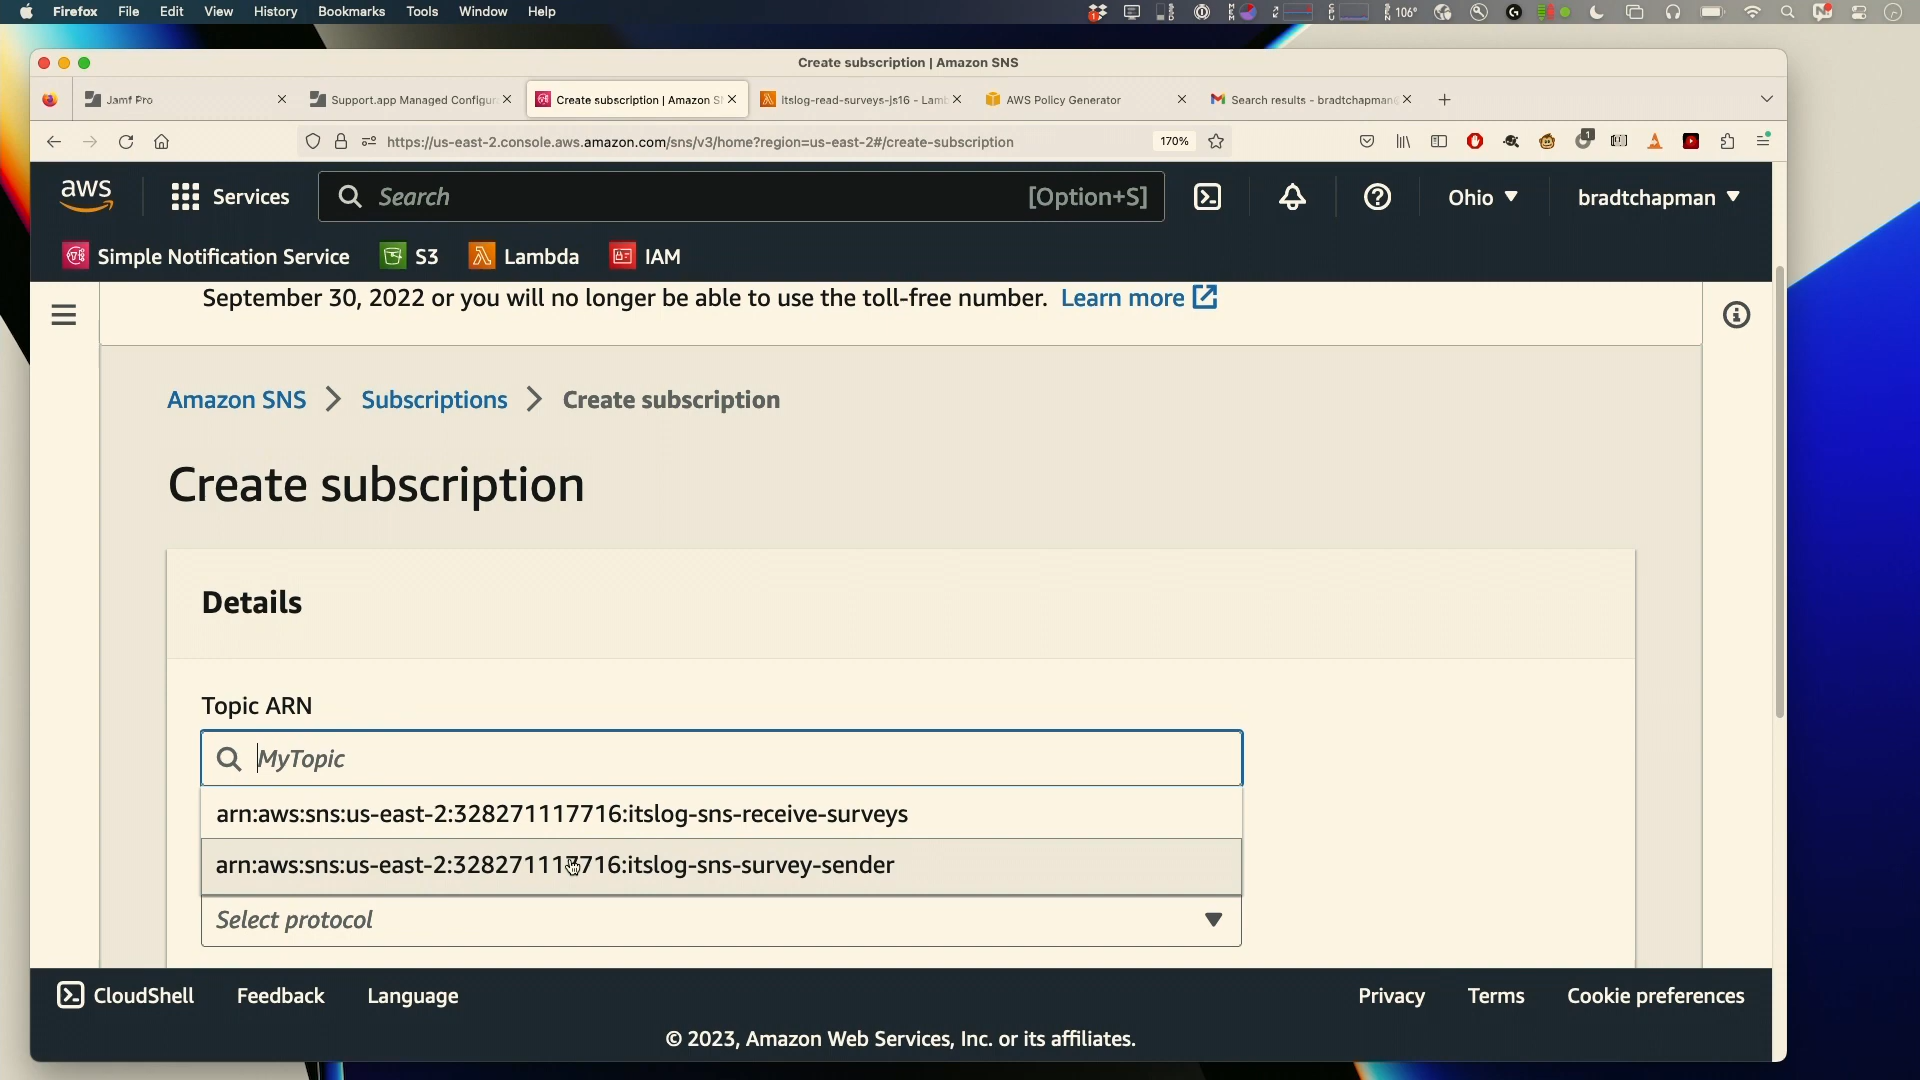 Firefox File Edit View History Bookmarks Tools Window Help 106°
Create subscription | Amazon SNS
Jamf Pro Support.app Managed Configur Create subscription | Amazon S itslog-read-surveys-js16 - Lamb AWS Policy Generator Search results - bradtchapman@
https://us-east-2.console.aws.amazon.com/sns/v3/home?region=us-east-2#/create-subscription 170%
aws Services Search [Option+S] Ohio bradtchapman
Simple Notification Service S3 Lambda IAM
September 30, 2022 or you will no longer be able to use the toll-free number. Learn more
Amazon SNS Subscriptions Create subscription
Create subscription
Details
Topic ARN
MyTopic
arn:aws:sns:us-east-2:328271117716:itslog-sns-receive-surveys
arn:aws:sns:us-east-2:328271117716:itslog-sns-survey-sender
Select protocol
CloudShell Feedback Language Privacy Terms Cookie preferences
© 2023, Amazon Web Services, Inc. or its affiliates.